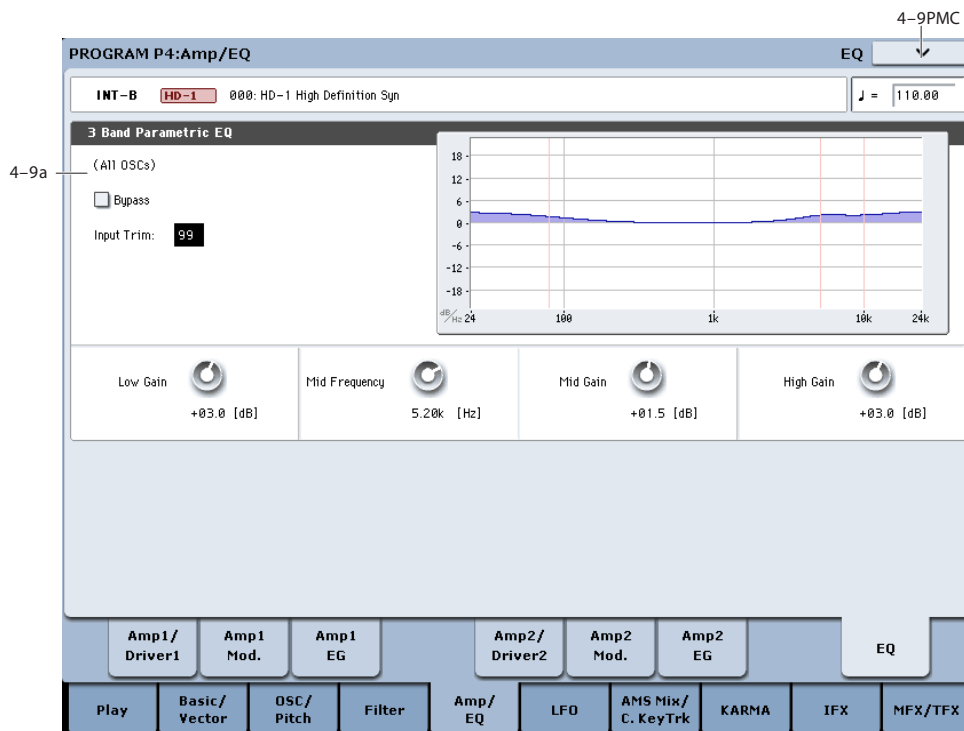 4–9PMC
PROGRAM P4:Amp/EQ
EQ
INT-B HD-1 000: HD-1 High Definition Syn
♩ = 110.00
3 Band Parametric EQ
4–9a
(All OSCs)
Bypass
Input Trim: 99
18
12
6
0
-6
-12
-18
dB/Hz 24 100 1k 10k 24k
Low Gain
+03.0 [dB]
Mid Frequency
5.20k [Hz]
Mid Gain
+01.5 [dB]
High Gain
+03.0 [dB]
Amp1/
Driver1
Amp1
Mod.
Amp1
EG
Amp2/
Driver2
Amp2
Mod.
Amp2
EG
EQ
Play
Basic/
Vector
OSC/
Pitch
Filter
Amp/
EQ
LFO
AMS Mix/
C. KeyTrk
KARMA
IFX
MFX/TFX